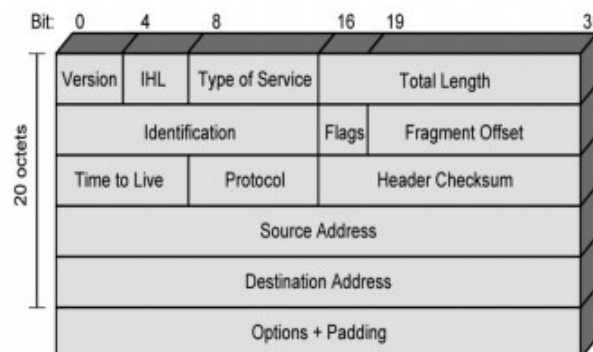 Bit: 0 4 8 16 19 3
Version IHL Type of Service Total Length
Identification Flags Fragment Offset
Time to Live Protocol Header Checksum
Source Address
Destination Address
Options + Padding
20 octets